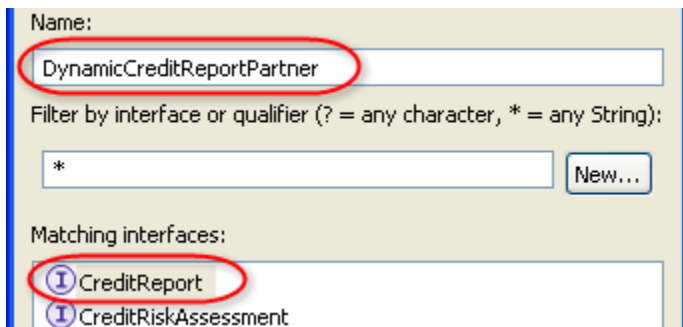 Name:
DynamicCreditReportPartner
Filter by interface or qualifier (? = any character, * = any String):
*
New...
Matching interfaces:
I CreditReport
I CreditRiskAssessment